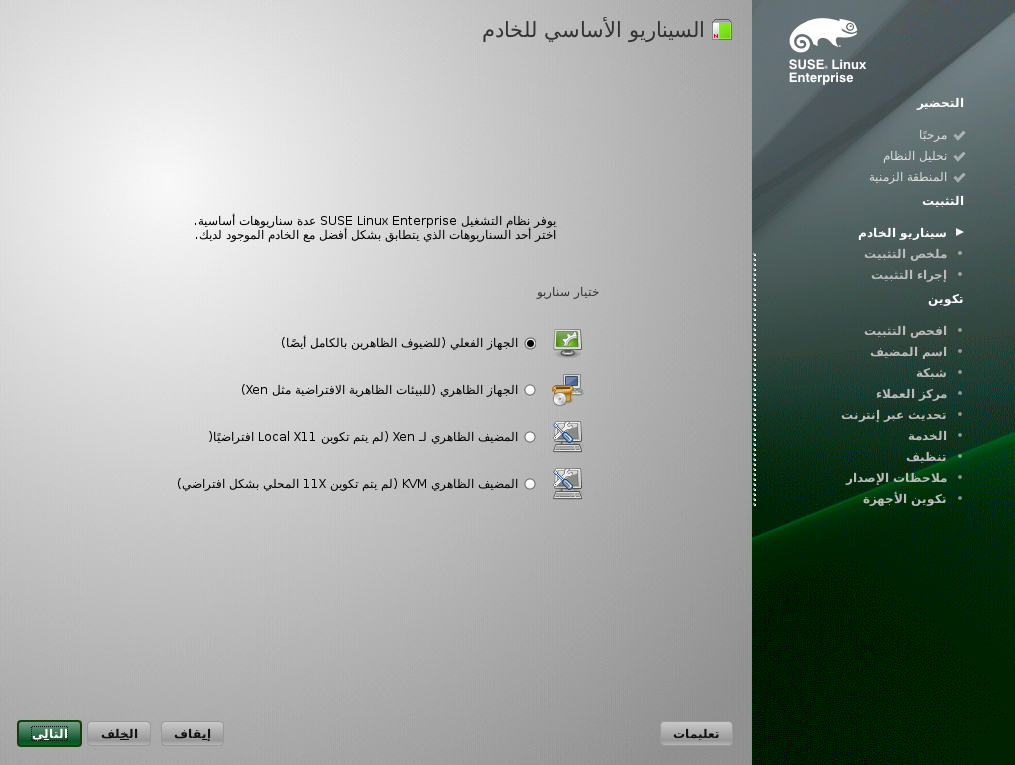 السيناريو الأساسي للخادم
يوفر نظام التشغيل SUSE Linux Enterprise عدة سناريوهات أساسية.
اختر أحد السناريوهات الذي يتطابق بشكل أفضل مع الخادم الموجود لديك.
ختيار سناريو
الجهاز الفعلي (للضيوف الظاهرين بالكامل أيضًا)
الجهاز الظاهري (للبيئات الظاهرية الافتراضية مثل Xen)
المضيف الظاهري لـ Xen (لم يتم تكوين Local X11 افتراضيًا(
المضيف الظاهري KVM (لم يتم تكوين 11X المحلي بشكل افتراضي)
تعليمات
إيقاف
الخلف
التالي
SUSE. Linux
Enterprise
التحضير
مرحبًا
تحليل النظام
المنطقة الزمنية
التثبيت
سيناريو الخادم
ملخص التثبيت
إجراء التثبيت
تكوين
افحص التثبيت
اسم المضيف
شبكة
مركز العملاء
تحديث عبر إنترنت
الخدمة
تنظيف
ملاحظات الإصدار
تكوين الأجهزة